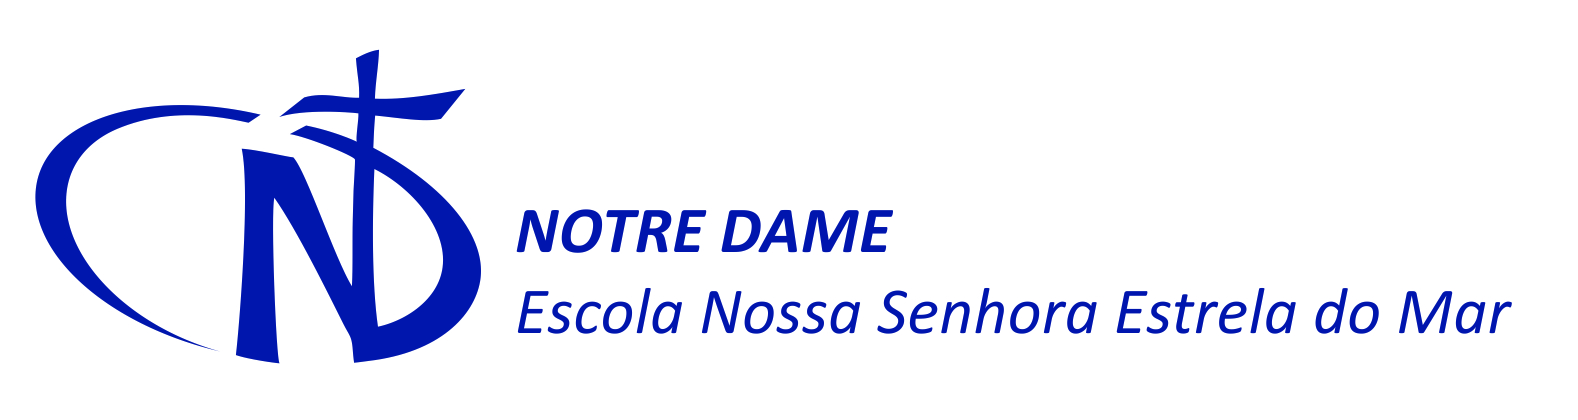 NOTRE DAME
Escola Nossa Senhora Estrela do Mar